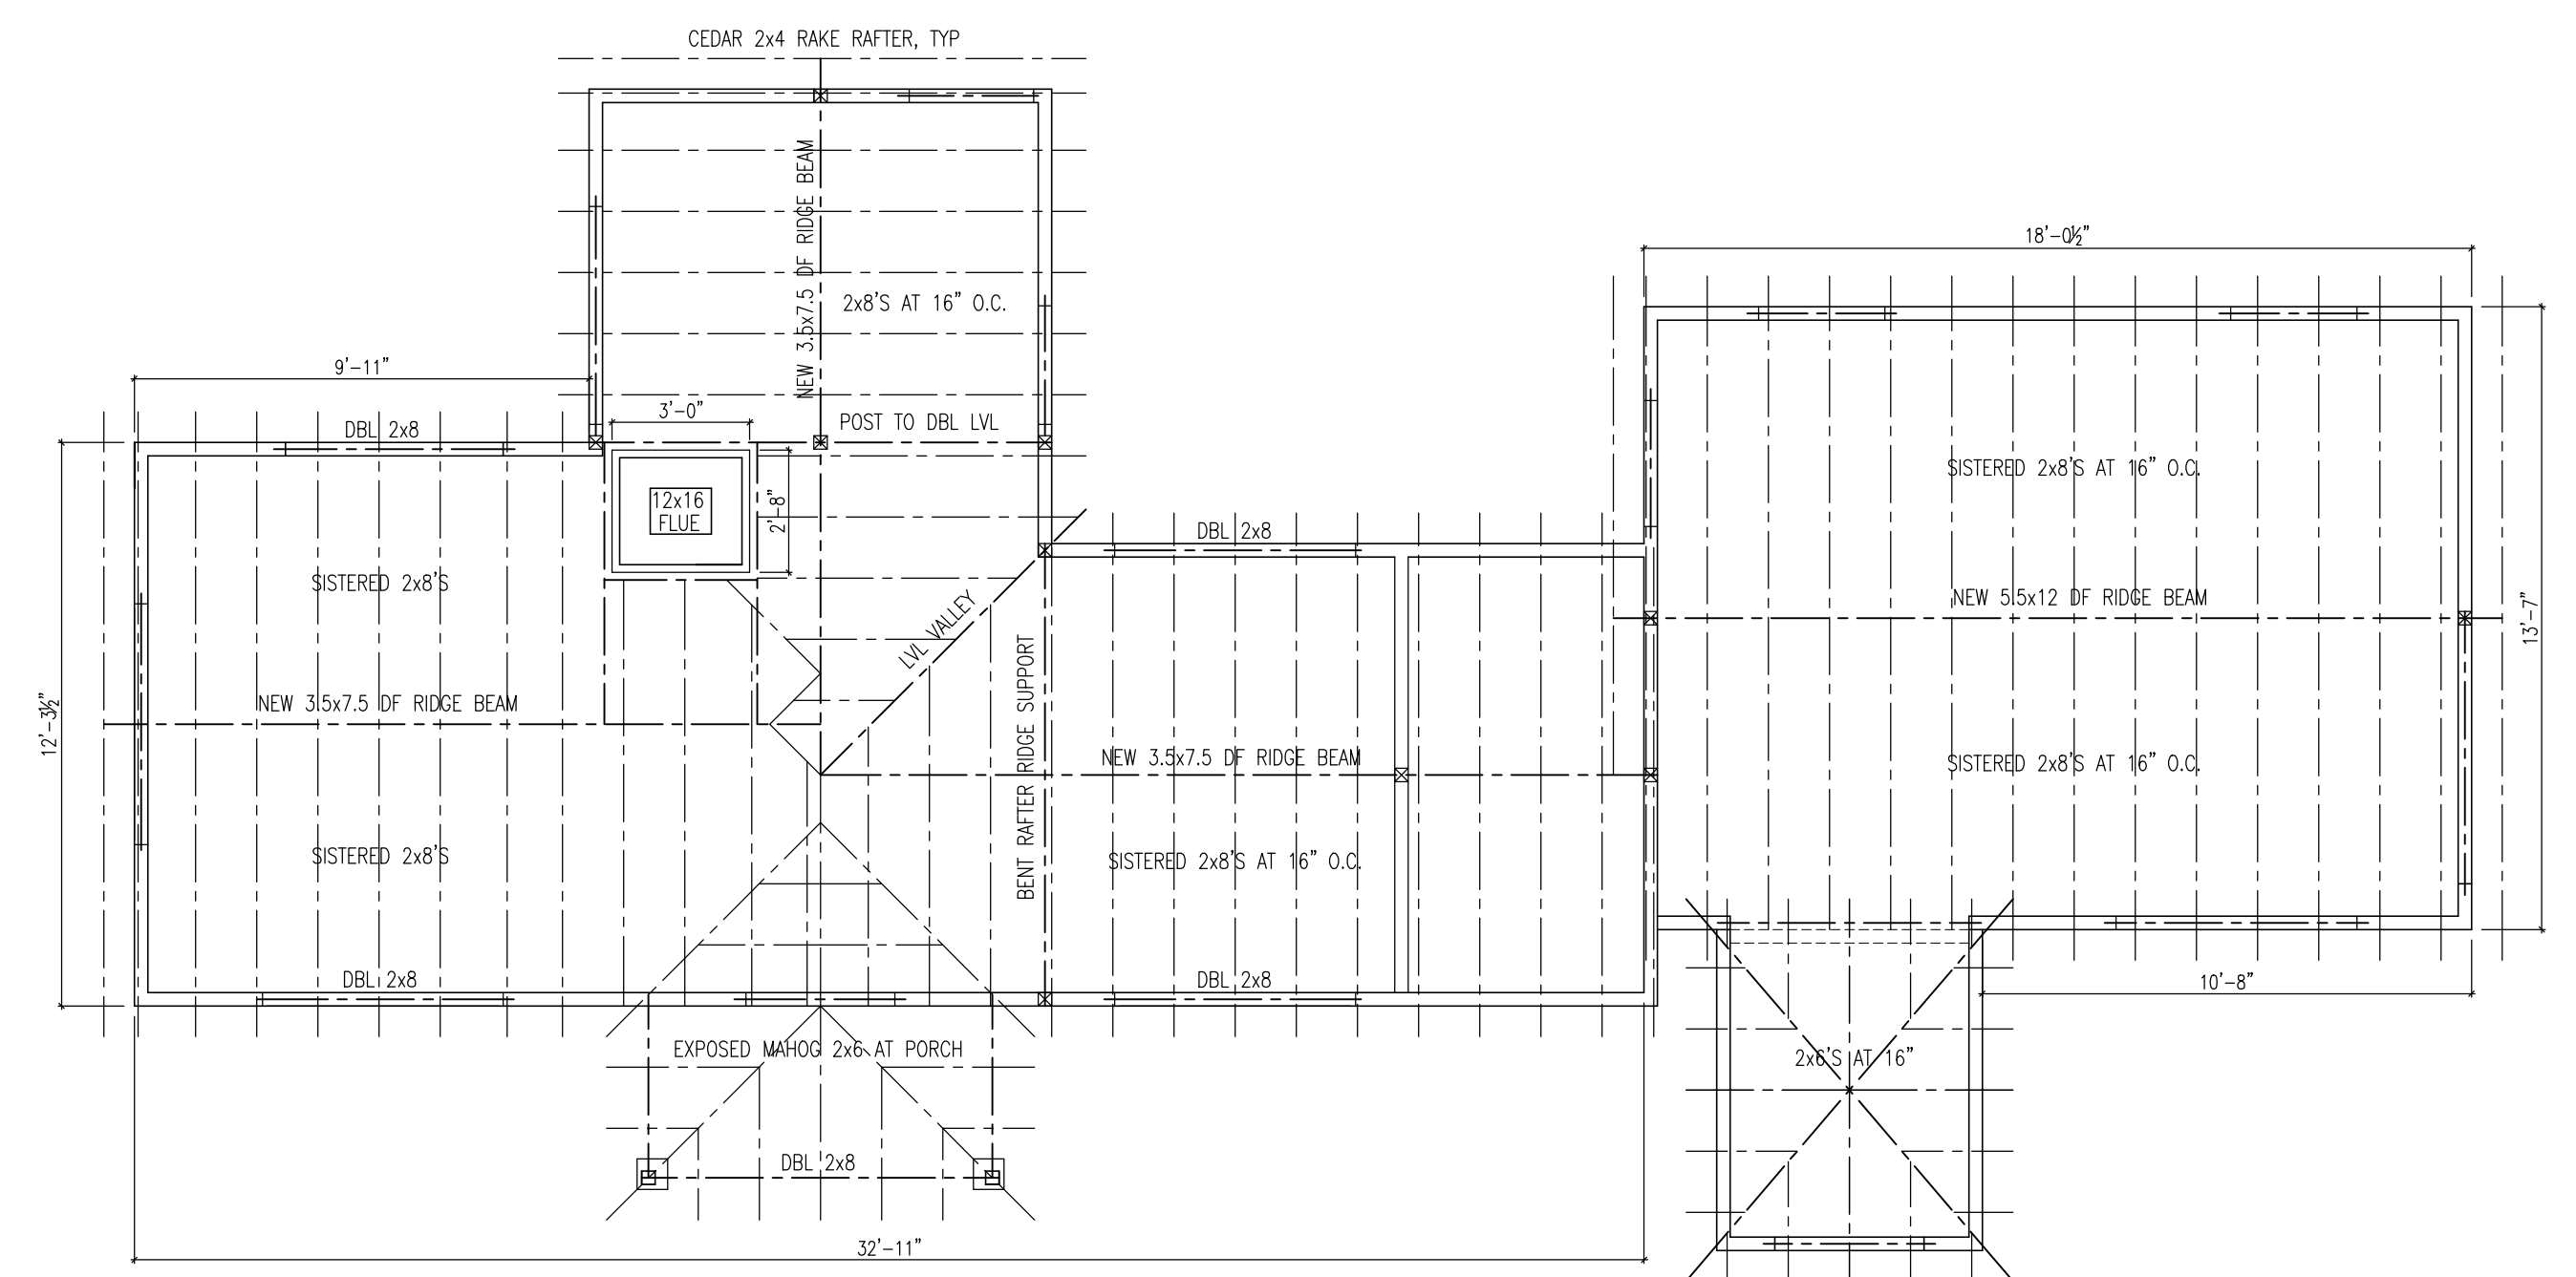 CEDAR 2x4 RAKE RAFTER, TYP
NEW 3.5x7.5 DF RIDGE BEAM
18'-0½"
2x8'S AT 16" O.C.
9'-11"
3'-0"
POST TO DBL LVL
DBL 2x8
12x16
FLUE
2'-8"
SISTERED 2x8'S AT 16" O.C.
DBL 2x8
SISTERED 2x8'S
LVL VALLEY
NEW 5.5x12 DF RIDGE BEAM
13'-7"
12'-3½"
NEW 3.5x7.5 DF RIDGE BEAM
BENT RAFTER RIDGE SUPPORT
NEW 3.5x7.5 DF RIDGE BEAM
SISTERED 2x8'S AT 16" O.C.
SISTERED 2x8'S
SISTERED 2x8'S AT 16" O.C.
DBL 2x8
DBL 2x8
10'-8"
EXPOSED MAHOG 2x6 AT PORCH
2x6'S AT 16"
DBL 2x8
32'-11"